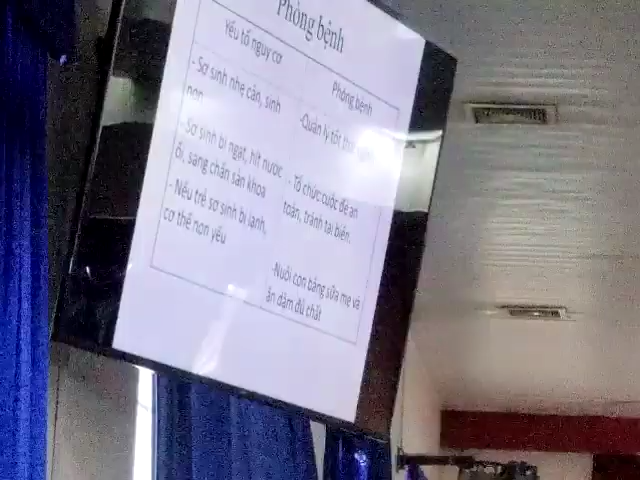 Phòng bệnh
Yếu tố nguy cơ
- Sơ sinh nhẹ cân, sinh
non
- Sơ sinh bị ngạt, hít nước
ối, sang chấn sản khoa
- Nếu trẻ sơ sinh bị lạnh,
cơ thể non yếu
Phòng bệnh
-Quản lý tốt
- Tổ chức cuộc đẻ an
toàn, tránh tai biến.
-Nuôi con bằng sữa mẹ và
ăn dặm đủ chất